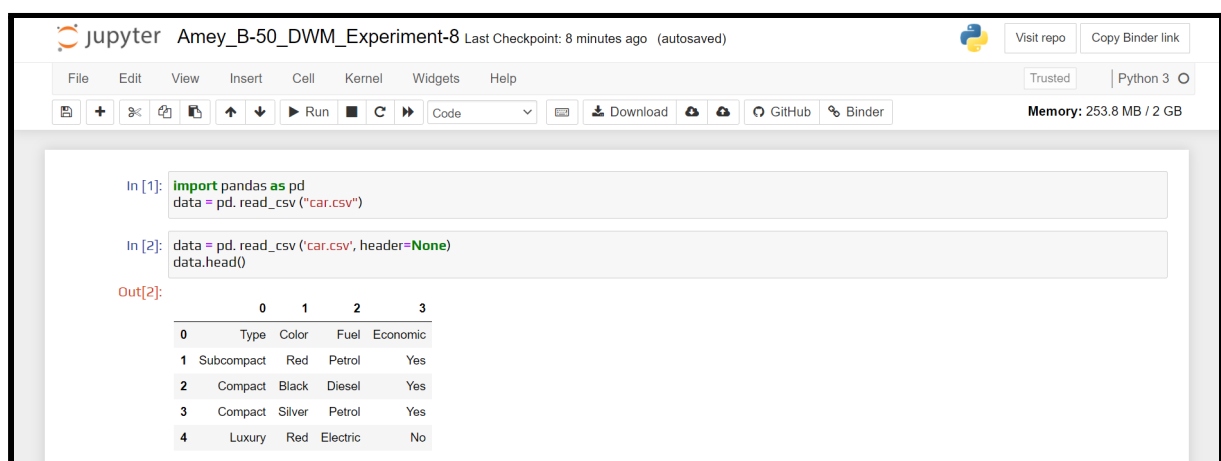 jupyter Amey_B-50_DWM_Experiment-8 Last Checkpoint: 8 minutes ago (autosaved) Visit repo Copy Binder link
File Edit View Insert Cell Kernel Widgets Help Trusted Python 3
Run Code Download GitHub Binder Memory: 253.8 MB / 2 GB
In [1]: import pandas as pd
data = pd. read_csv ("car.csv")
In [2]: data = pd. read_csv ('car.csv', header=None)
data.head()
Out[2]:
0 1 2 3
0 Type Color Fuel Economic
1 Subcompact Red Petrol Yes
2 Compact Black Diesel Yes
3 Compact Silver Petrol Yes
4 Luxury Red Electric No